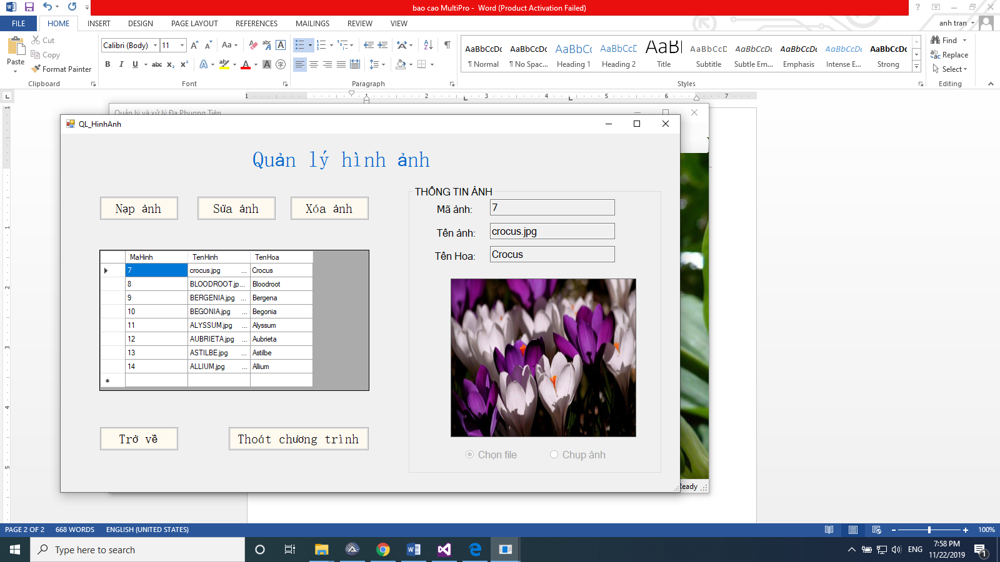 bao cao MultiPro - Word (Product Activation Failed)
FILE HOME INSERT DESIGN PAGE LAYOUT REFERENCES MAILINGS REVIEW VIEW anh tran
Paste Cut Copy Format Painter
Calibri (Body) 11
AaBbCcDc AaBbCcDc AaBbCc AaBbCcD AaBl AaBbCcD AaBbCcDc AaBbCcDc AaBbCcDc AaBbCcDc
¶ Normal ¶ No Spac... Heading 1 Heading 2 Title Subtitle Subtle Em... Emphasis Intense E... Strong
Find Replace Select
Clipboard Font Paragraph Styles Editing
1 1 2 3 4 5 6 7
Quản lý và xử lý Đa Phương Tiện
QL_HinhAnh
Quản lý hình ảnh
Nạp ảnh Sửa ảnh Xóa ảnh
MaHinh TenHinh TenHoa
7 crocus.jpg ... Crocus
8 BLOODROOT.jp... Bloodroot
9 BERGENIA.jpg ... Bergena
10 BEGONIA.jpg ... Begonia
11 ALYSSUM.jpg ... Alyssum
12 AUBRIETA.jpg ... Aubrieta
13 ASTILBE.jpg ... Astilbe
14 ALLIUM.jpg ... Allium
Trở về Thoát chương trình
THÔNG TIN ẢNH
Mã ảnh: 7
Tên ảnh: crocus.jpg
Tên Hoa: Crocus
Chọn file Chụp ảnh
Ready
PAGE 2 OF 2 668 WORDS ENGLISH (UNITED STATES) 100%
Type here to search
ENG 7:58 PM
11/22/2019
1